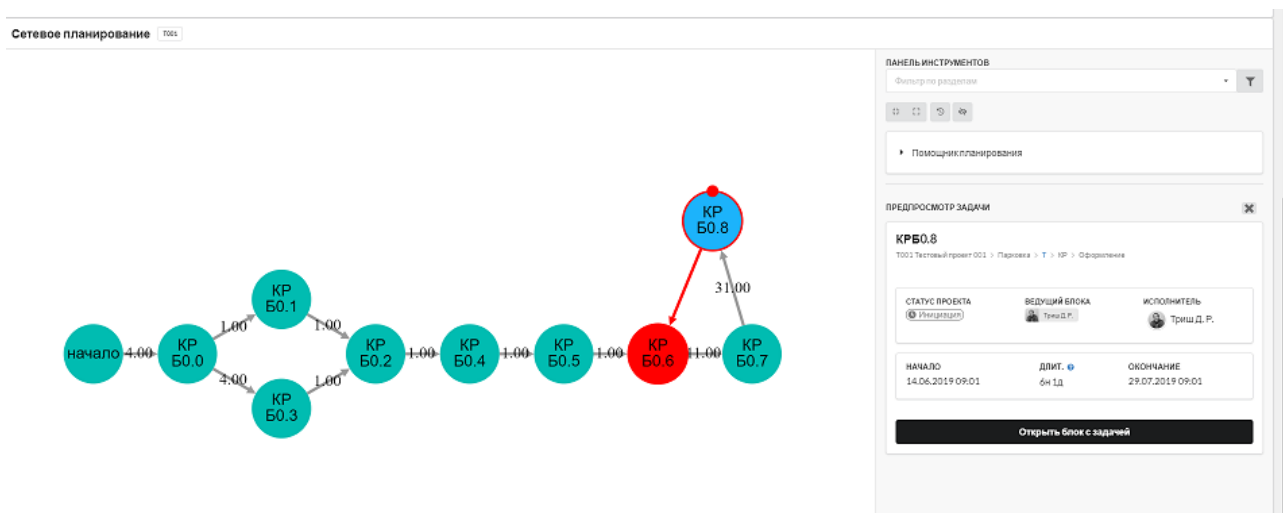 Сетевое планирование T001
ПАНЕЛЬ ИНСТРУМЕНТОВ
Фильтр по разделам
Помощник планирования
ПРЕДПРОСМОТР ЗАДАЧИ
КРБ0.8
T001 Тестовый проект 001 > Парковка > Т > КР > Оформление
СТАТУС ПРОЕКТА ВЕДУЩИЙ БЛОКА ИСПОЛНИТЕЛЬ
Инициация Триш Д. Р. Триш Д. Р.
НАЧАЛО ДЛИТ. ОКОНЧАНИЕ
14.06.2019 09:01 6н 1д 29.07.2019 09:01
Открыть блок с задачей
КР
Б0.8
31.00
КР
Б0.1
1.00 1.00
начало 4.00 КР
Б0.0
КР
Б0.2
1.00 КР
Б0.4
1.00 КР
Б0.5
1.00 КР
Б0.6
КР
Б0.7
4.00 1.00
КР
Б0.3